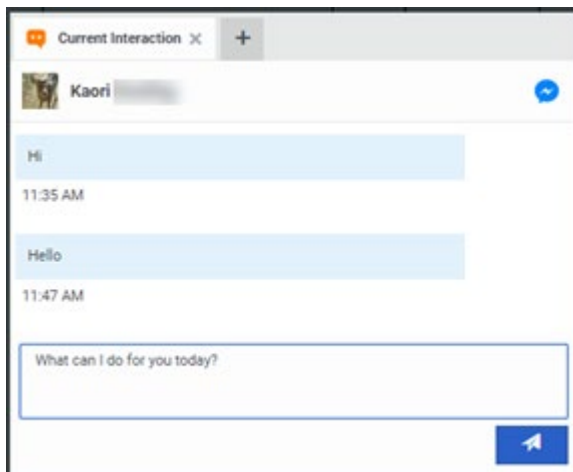 Current Interaction
Kaori
Hi
11:35 AM
Hello
11:47 AM
What can I do for you today?